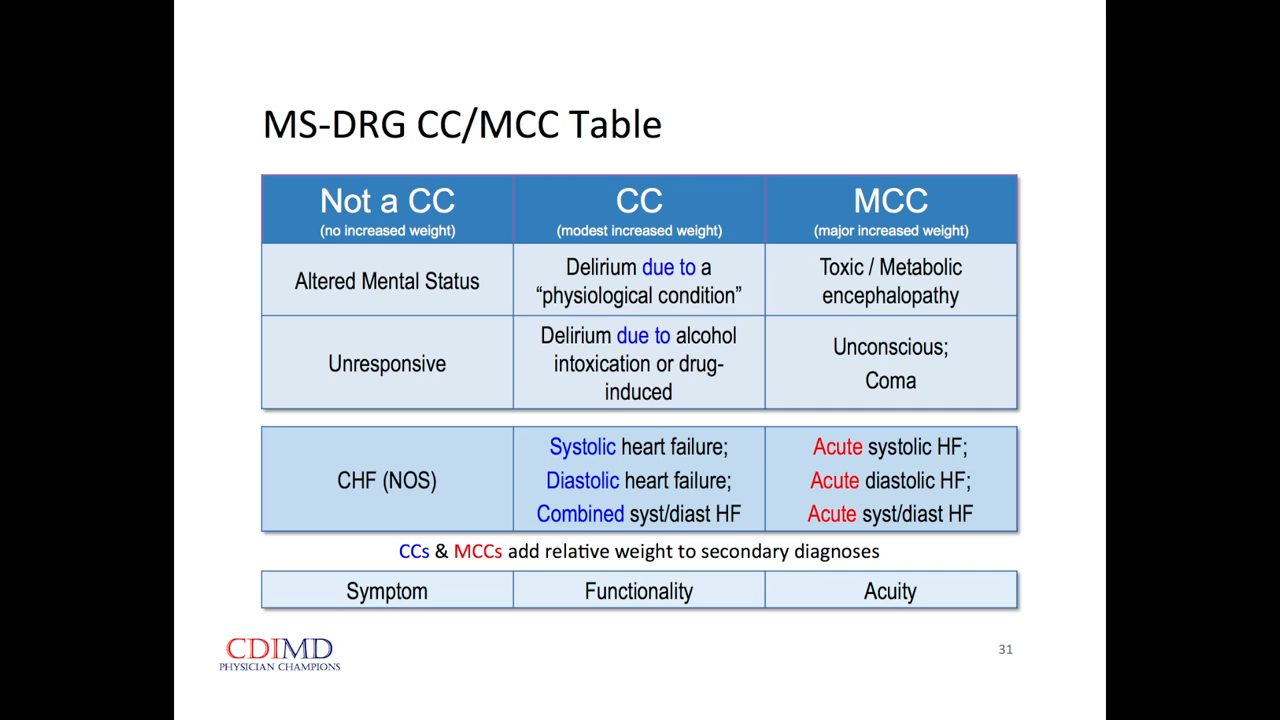 MS-DRG CC/MCC Table
Not a CC
(no increased weight)
CC
(modest increased weight)
MCC
(major increased weight)
Altered Mental Status
Delirium due to a
“physiological condition”
Toxic / Metabolic
encephalopathy
Unresponsive
Delirium due to alcohol
intoxication or drug-
induced
Unconscious;
Coma
CHF (NOS)
Systolic heart failure;
Diastolic heart failure;
Combined syst/diast HF
Acute systolic HF;
Acute diastolic HF;
Acute syst/diast HF
CCs & MCCs add relative weight to secondary diagnoses
Symptom
Functionality
Acuity
CDIMD
PHYSICIAN CHAMPIONS
31